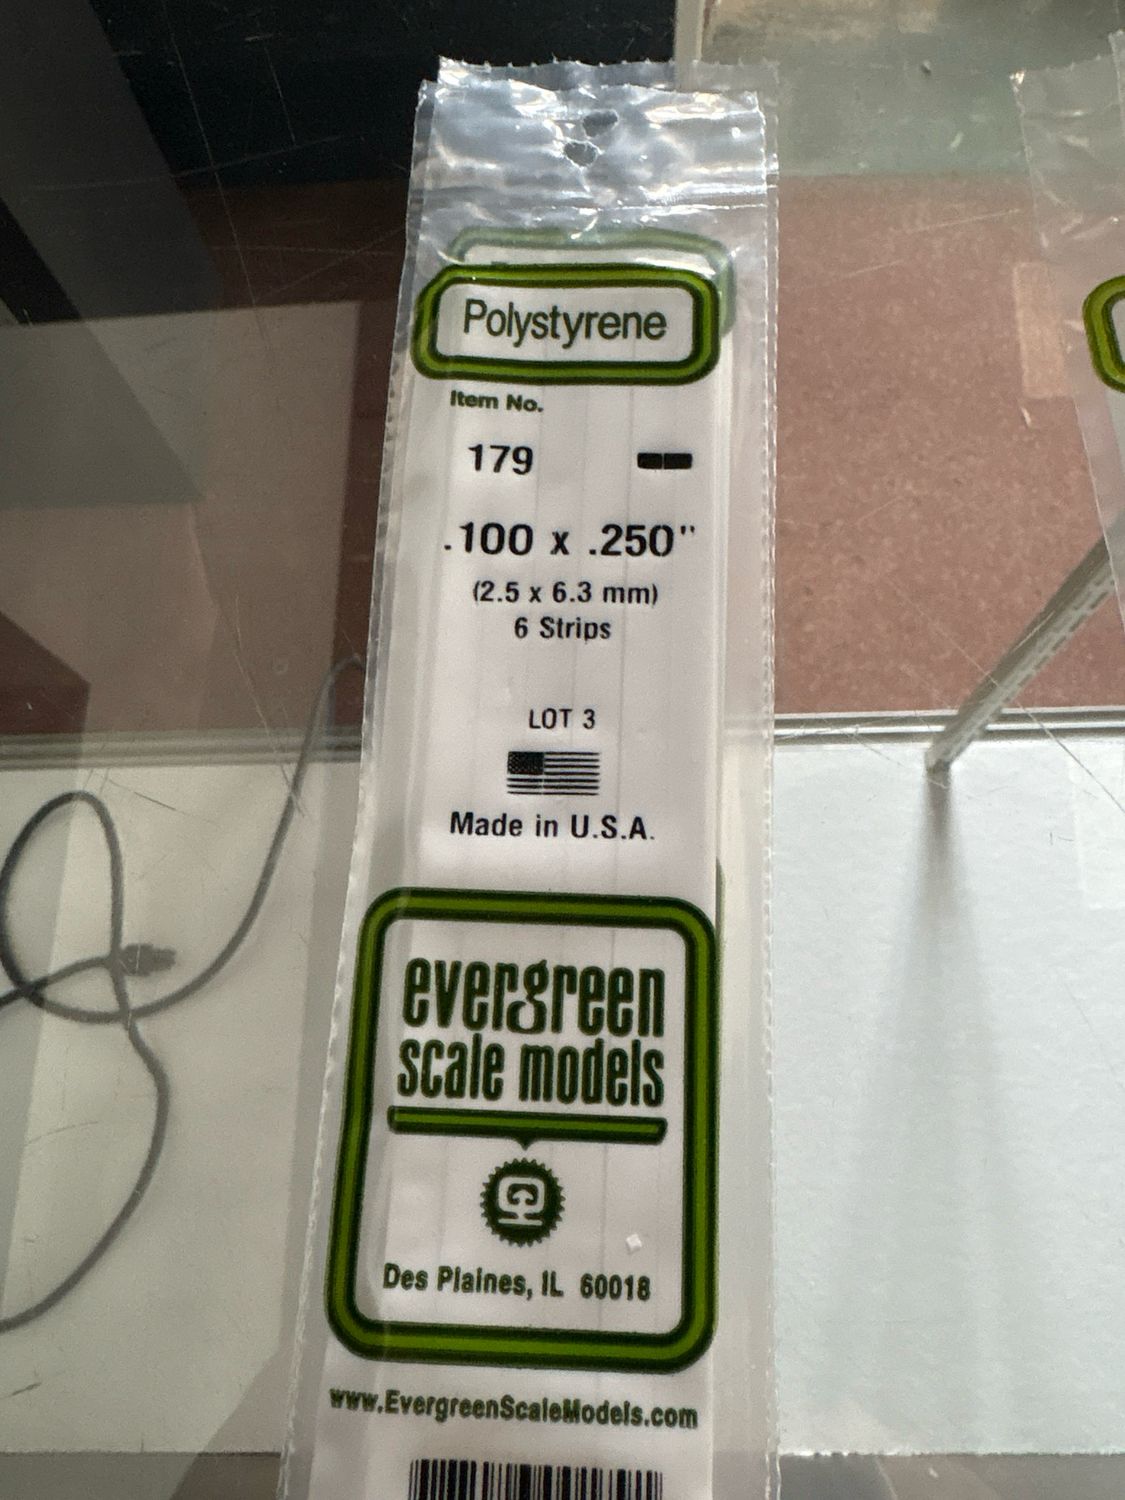 Polystyrene
Item No.
179
.100 x .250"
(2.5 x 6.3 mm)
6 Strips
LOT 3
Made in U.S.A.
evergreen
scale models
Des Plaines, IL 60018
www.EvergreenScaleModels.com